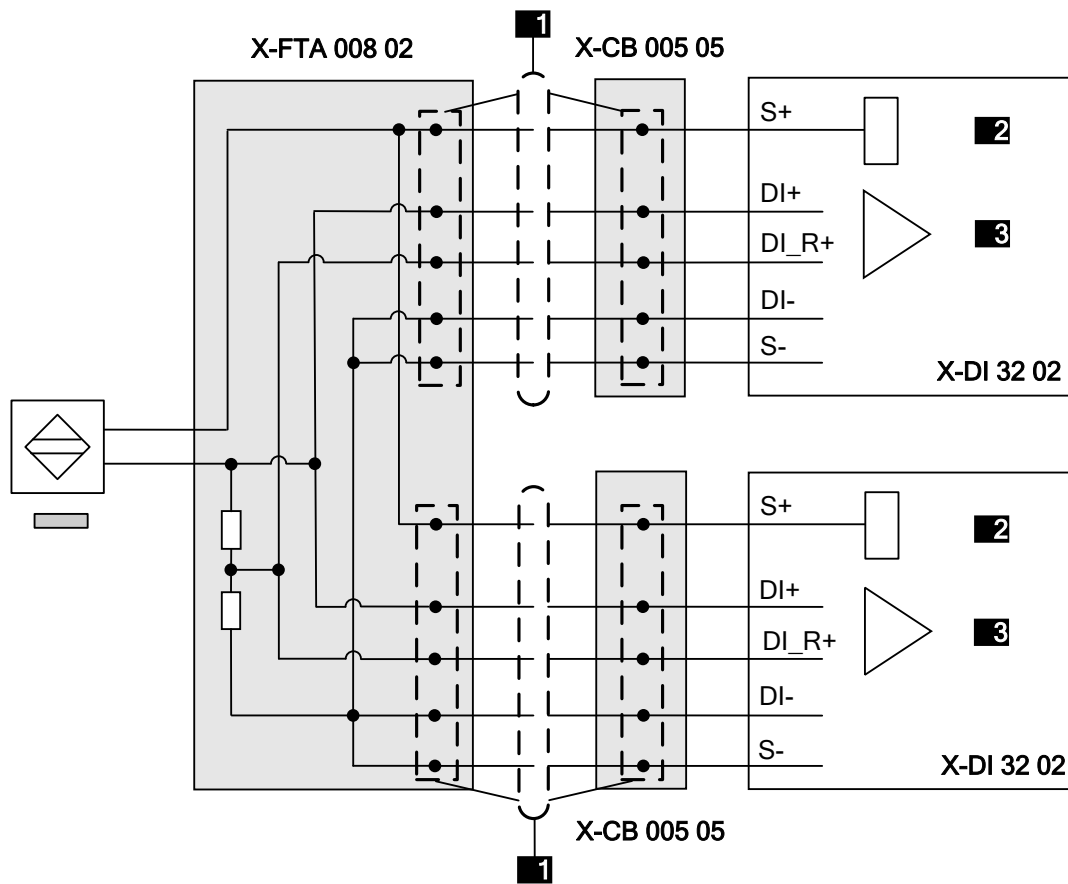 1
X-FTA 008 02
X-CB 005 05
S+
2
DI+
3
DI_R+
DI-
S-
X-DI 32 02
S+
2
DI+
3
DI_R+
DI-
S-
X-DI 32 02
X-CB 005 05
1